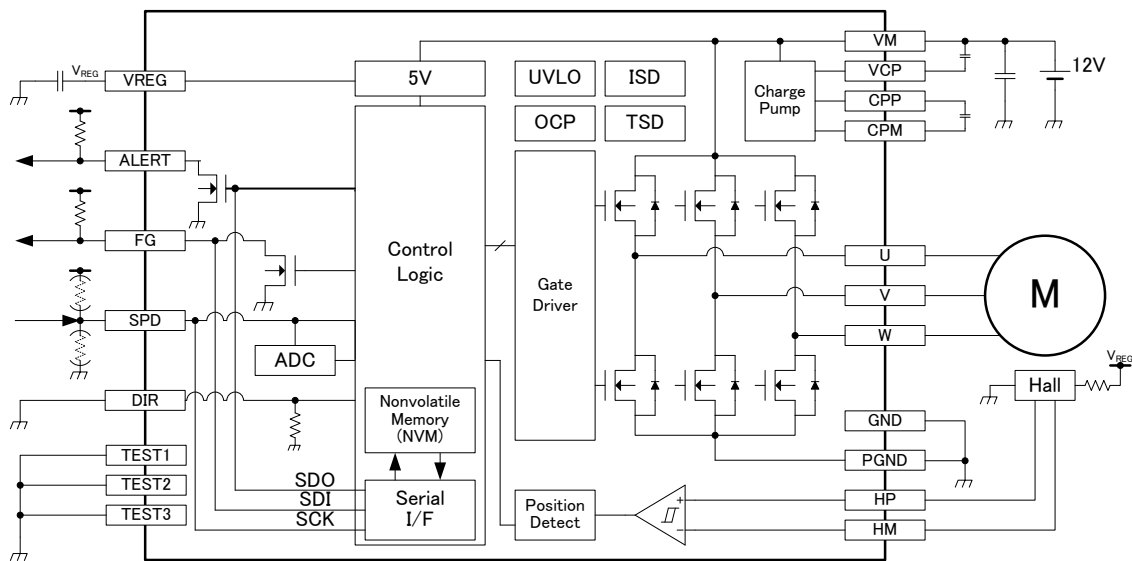 VREG
VREG
ALERT
FG
SPD
DIR
TEST1
TEST2
TEST3
5V
Control
Logic
ADC
Nonvolatile
Memory
(NVM)
SDO
SDI
SCK
Serial
I/F
UVLO
ISD
OCP
TSD
Gate
Driver
Position
Detect
+
-
Charge
Pump
VM
VCP
CPP
CPM
12V
U
V
W
M
VREG
Hall
GND
PGND
HP
HM